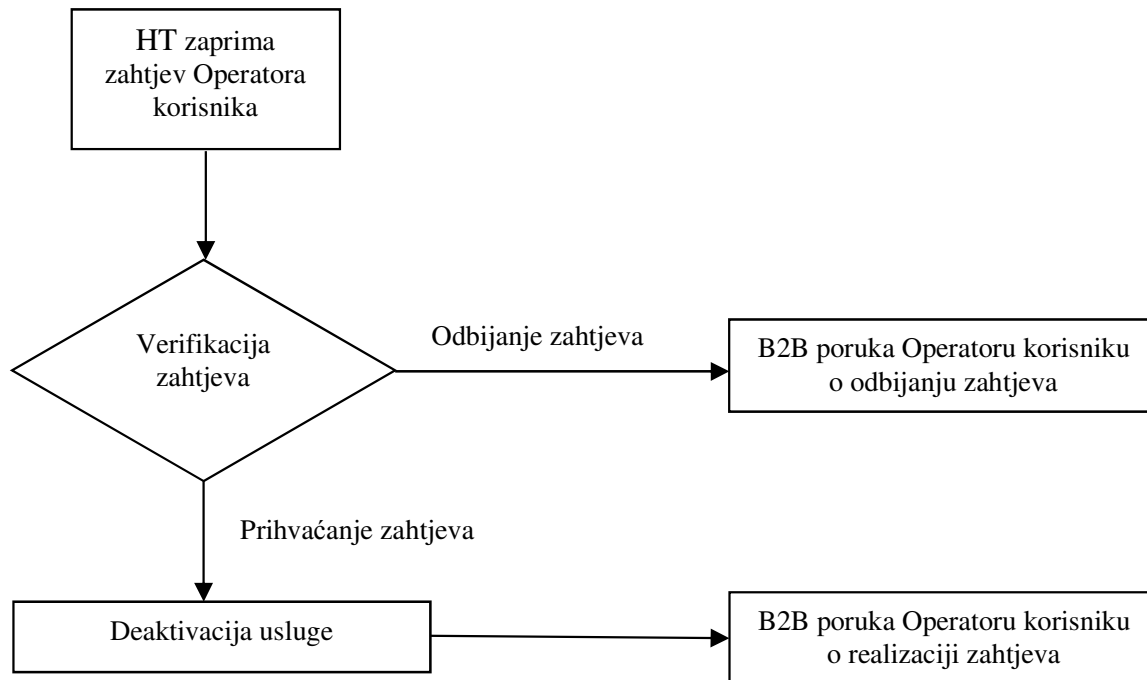 HT zaprima
zahtjev Operatora
korisnika
Verifikacija
zahtjeva
Odbijanje zahtjeva
B2B poruka Operatoru korisniku
o odbijanju zahtjeva
Prihvaćanje zahtjeva
Deaktivacija usluge
B2B poruka Operatoru korisniku
o realizaciji zahtjeva